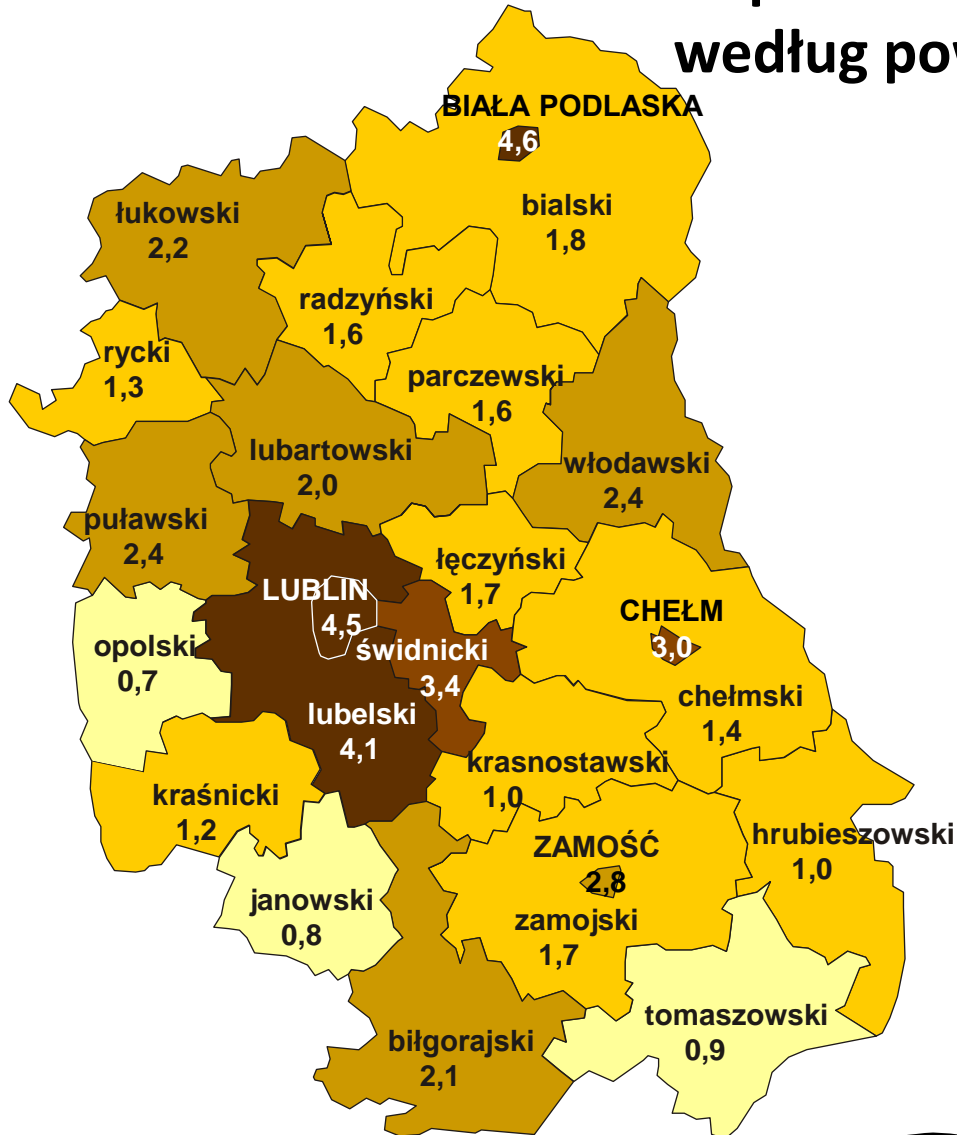 według pow
BIAŁA PODLASKA
4,6
bialski
1,8
łukowski
2,2
radzyński
1,6
rycki
1,3
parczewski
1,6
lubartowski
2,0
włodawski
2,4
puławski
2,4
łęczyński
1,7
LUBLIN
4,5
CHEŁM
3,0
opolski
0,7
świdnicki
3,4
chełmski
1,4
lubelski
4,1
krasnostawski
1,0
kraśnicki
1,2
hrubieszowski
1,0
ZAMOŚĆ
2,8
janowski
0,8
zamojski
1,7
tomaszowski
0,9
biłgorajski
2,1